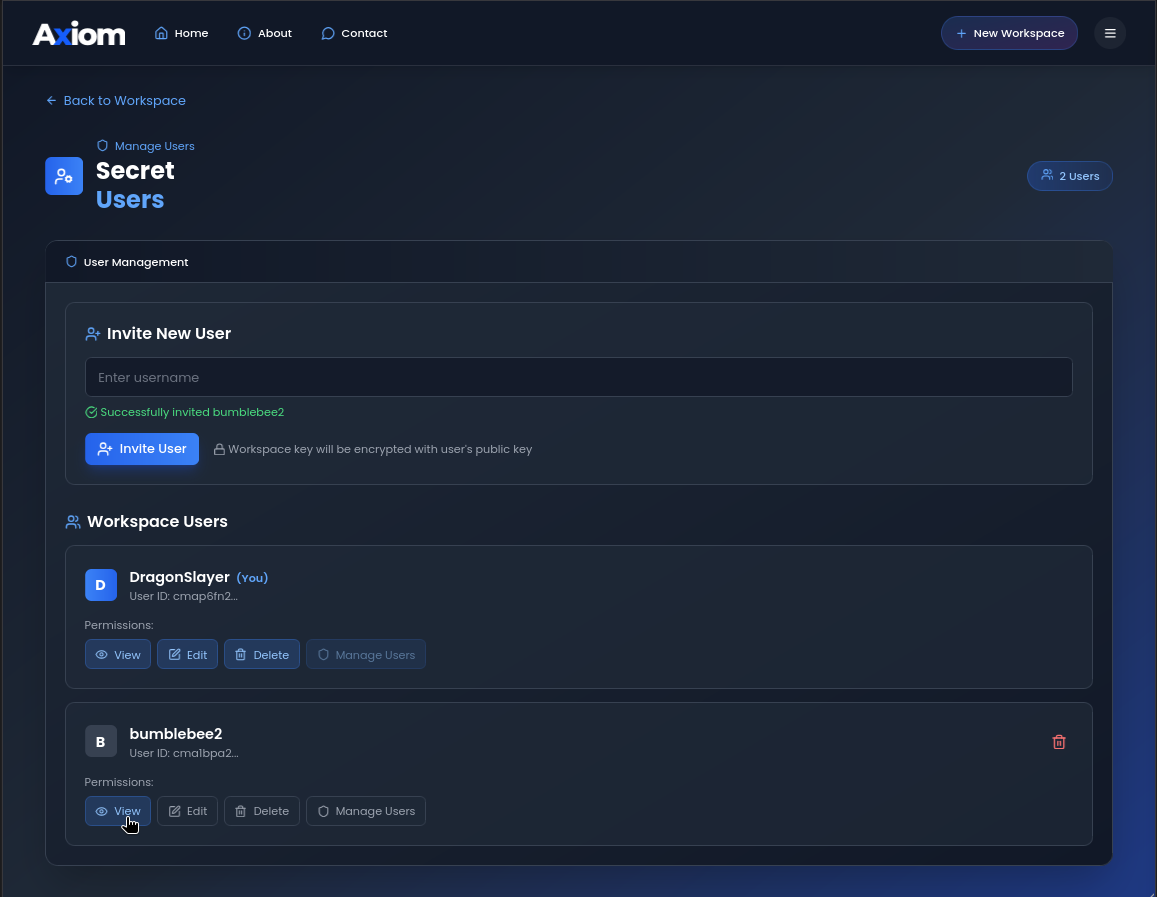 Axiom Home About Contact New Workspace
Back to Workspace
Manage Users
Secret
Users
2 Users
User Management
Invite New User
Enter username
Successfully invited bumblebee2
Invite User Workspace key will be encrypted with user's public key
Workspace Users
D DragonSlayer (You)
User ID: cmap6fn2...
Permissions:
View Edit Delete Manage Users
B bumblebee2
User ID: cma1bpa2...
Permissions:
View Edit Delete Manage Users